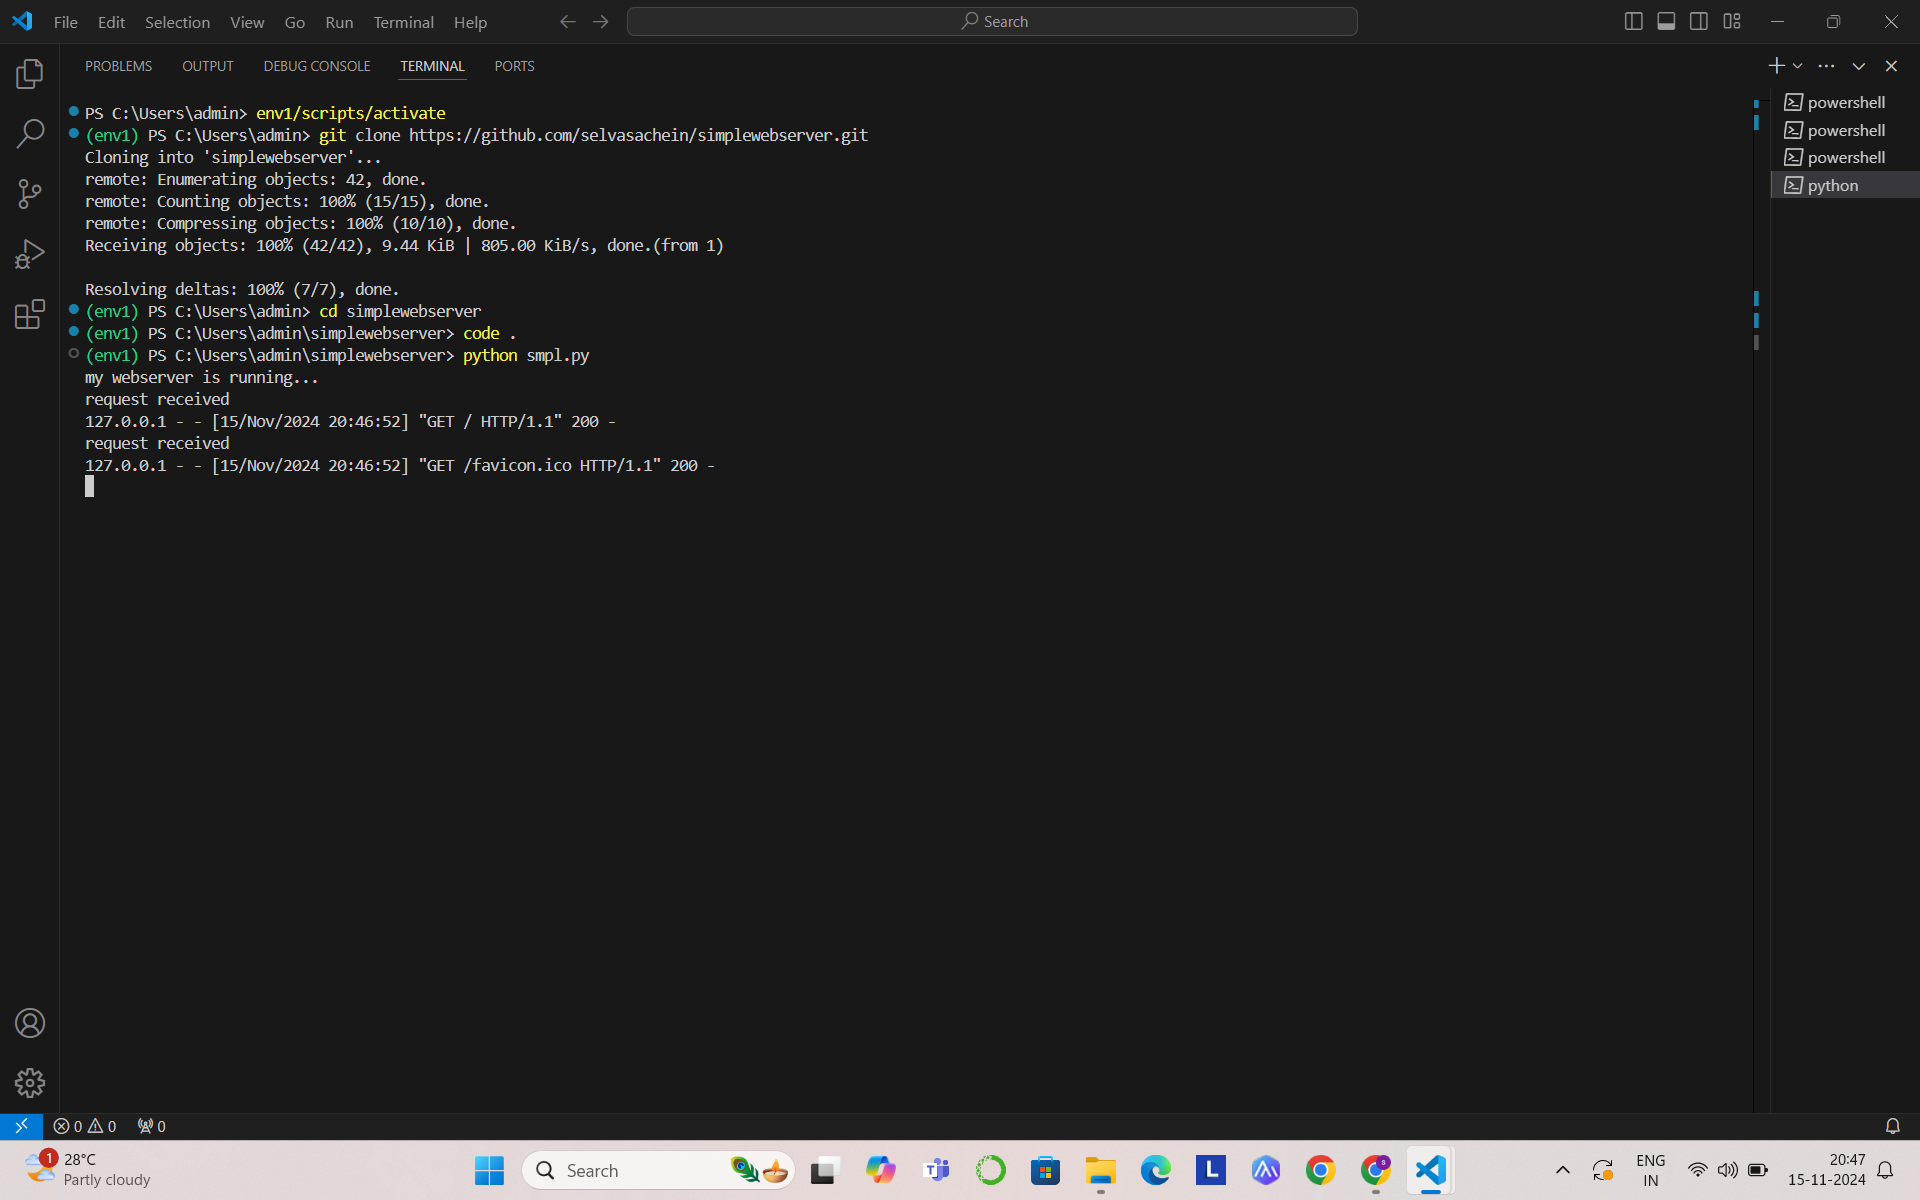 File Edit Selection View Go Run Terminal Help
Search
PROBLEMS OUTPUT DEBUG CONSOLE TERMINAL PORTS
PS C:\Users\admin> env1/scripts/activate
(env1) PS C:\Users\admin> git clone https://github.com/selvasachein/simplewebserver.git
Cloning into 'simplewebserver'...
remote: Enumerating objects: 42, done.
remote: Counting objects: 100% (15/15), done.
remote: Compressing objects: 100% (10/10), done.
Receiving objects: 100% (42/42), 9.44 KiB | 805.00 KiB/s, done.(from 1)
Resolving deltas: 100% (7/7), done.
(env1) PS C:\Users\admin> cd simplewebserver
(env1) PS C:\Users\admin\simplewebserver> code .
(env1) PS C:\Users\admin\simplewebserver> python smpl.py
my webserver is running...
request received
127.0.0.1 - - [15/Nov/2024 20:46:52] "GET / HTTP/1.1" 200 -
request received
127.0.0.1 - - [15/Nov/2024 20:46:52] "GET /favicon.ico HTTP/1.1" 200 -
powershell
powershell
powershell
python
0 0 0
1
28°C
Partly cloudy
Search
L
s
ENG
IN
20:47
15-11-2024